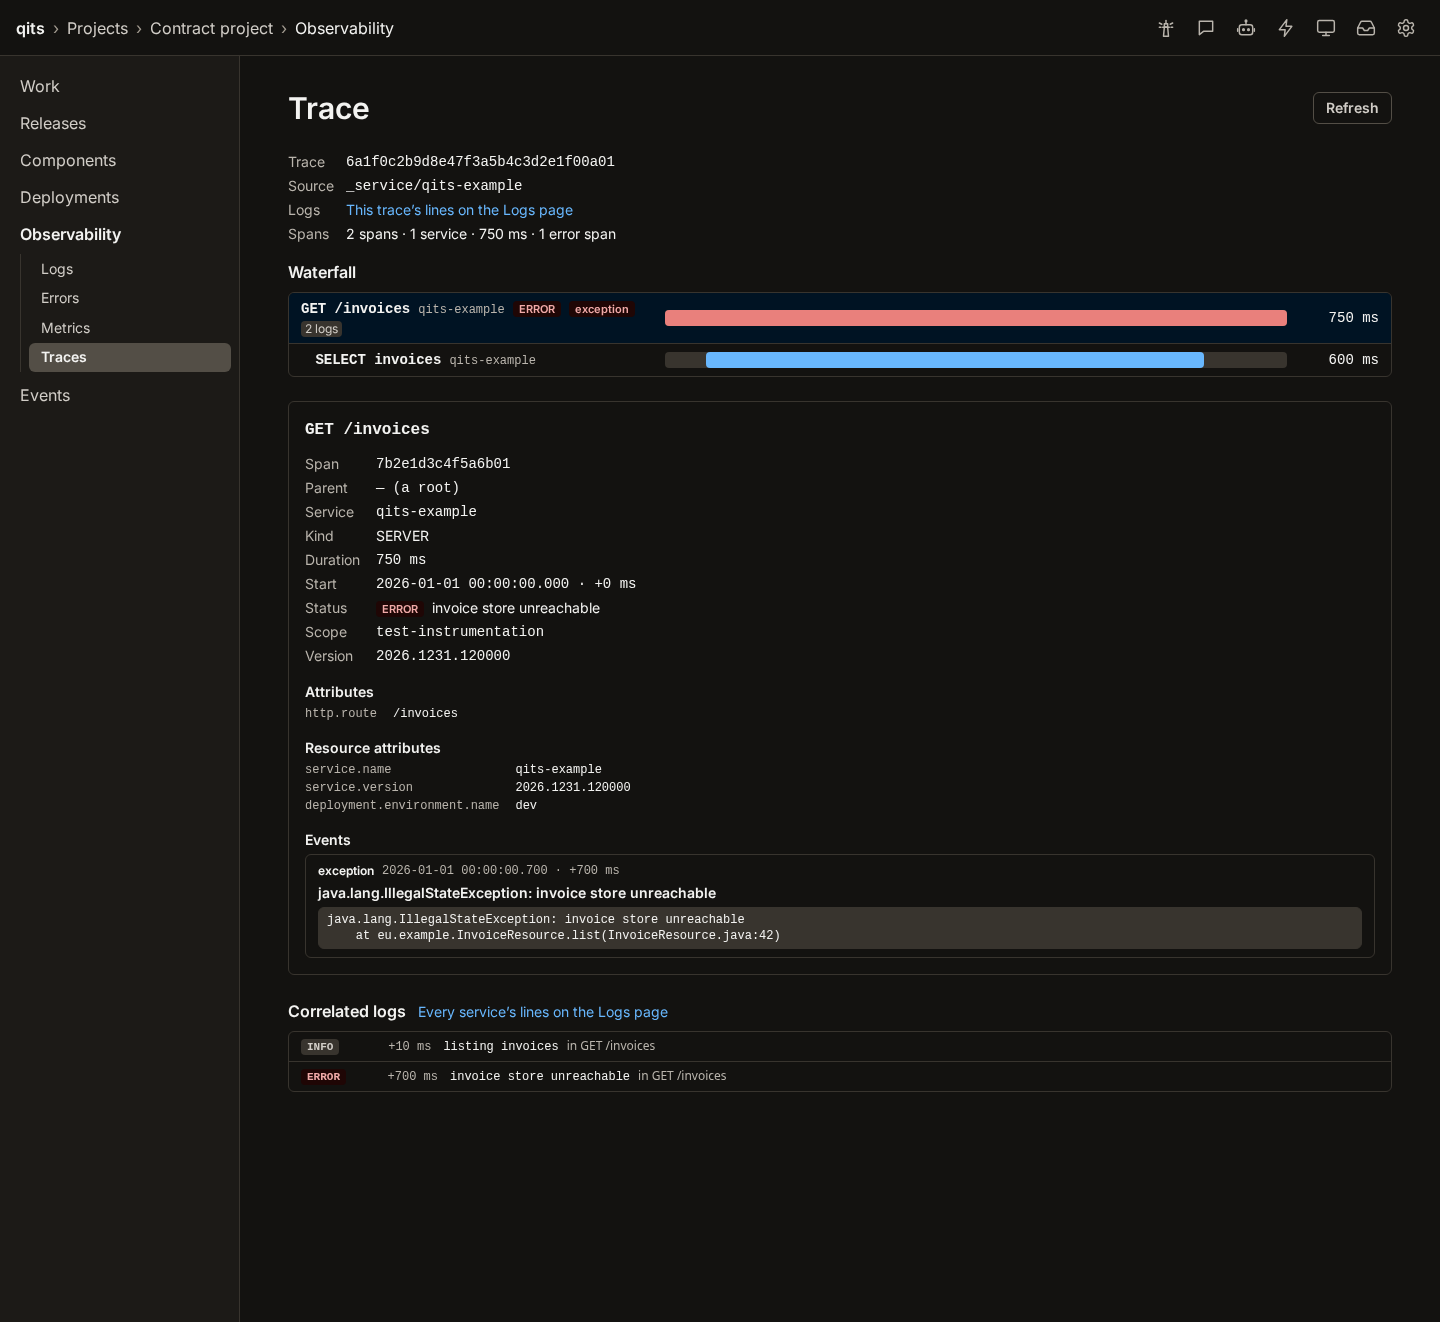 qits › Projects › Contract project › Observability
Work
Releases
Components
Deployments
Observability
Logs
Errors
Metrics
Traces
Events
Trace
Refresh
Trace 6a1f0c2b9d8e47f3a5b4c3d2e1f00a01
Source _service/qits-example
Logs This trace’s lines on the Logs page
Spans 2 spans · 1 service · 750 ms · 1 error span
Waterfall
GET /invoices qits-example ERROR exception
2 logs
750 ms
SELECT invoices qits-example
600 ms
GET /invoices
Span 7b2e1d3c4f5a6b01
Parent — (a root)
Service qits-example
Kind SERVER
Duration 750 ms
Start 2026-01-01 00:00:00.000 · +0 ms
Status ERROR invoice store unreachable
Scope test-instrumentation
Version 2026.1231.120000
Attributes
http.route /invoices
Resource attributes
service.name qits-example
service.version 2026.1231.120000
deployment.environment.name dev
Events
exception 2026-01-01 00:00:00.700 · +700 ms
java.lang.IllegalStateException: invoice store unreachable
java.lang.IllegalStateException: invoice store unreachable
at eu.example.InvoiceResource.list(InvoiceResource.java:42)
Correlated logs Every service’s lines on the Logs page
INFO +10 ms listing invoices in GET /invoices
ERROR +700 ms invoice store unreachable in GET /invoices